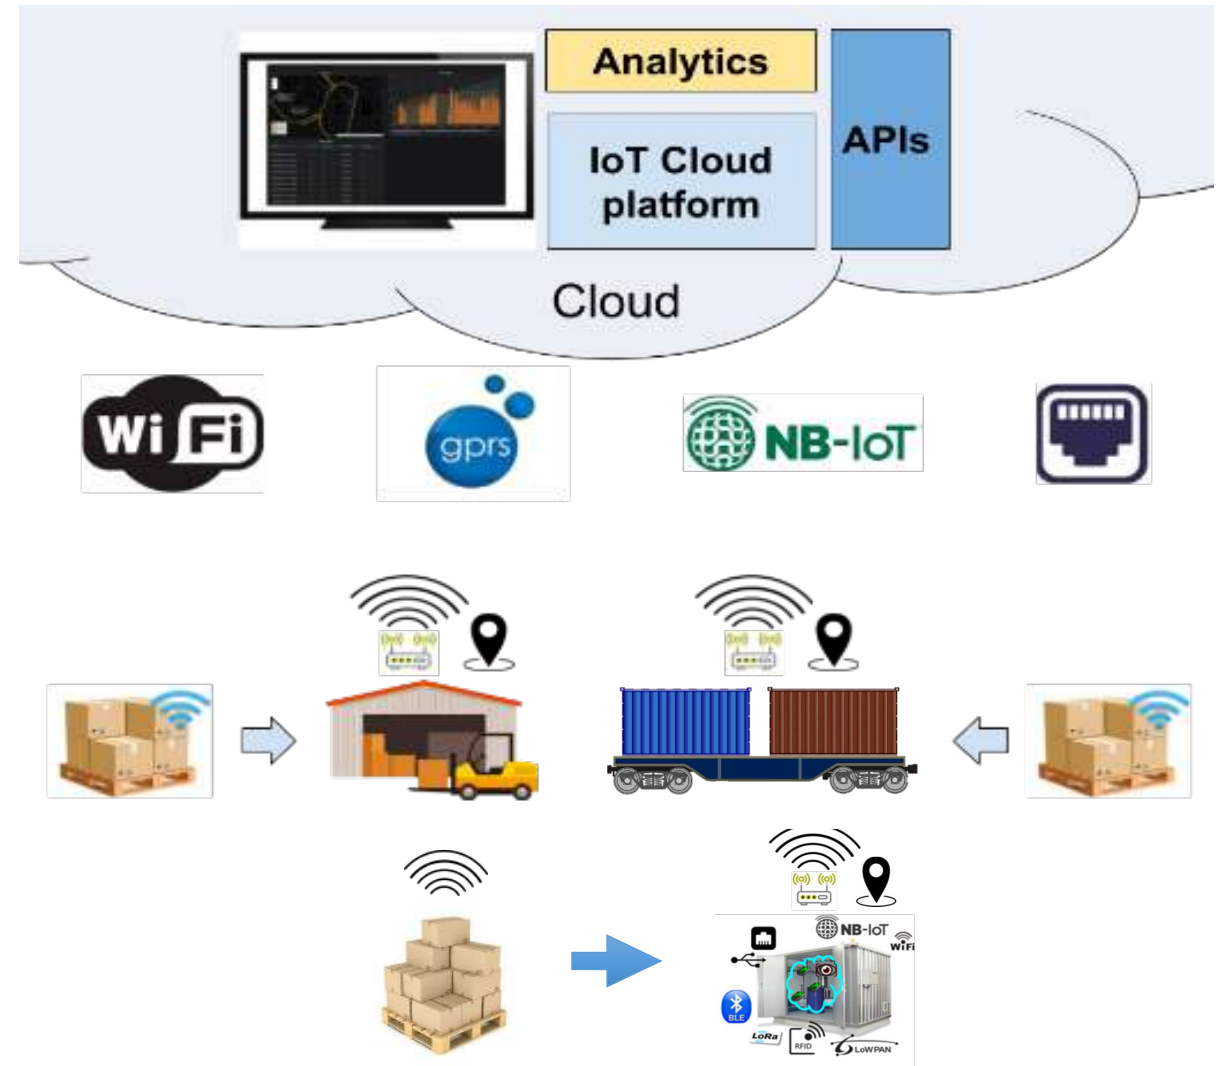 Analytics
IoT Cloud
platform
APIs
Cloud
Wi Fi
gprs
NB-IoT
NB-IoT
WiFi
BLE
LoRa
RFID
LoWPAN